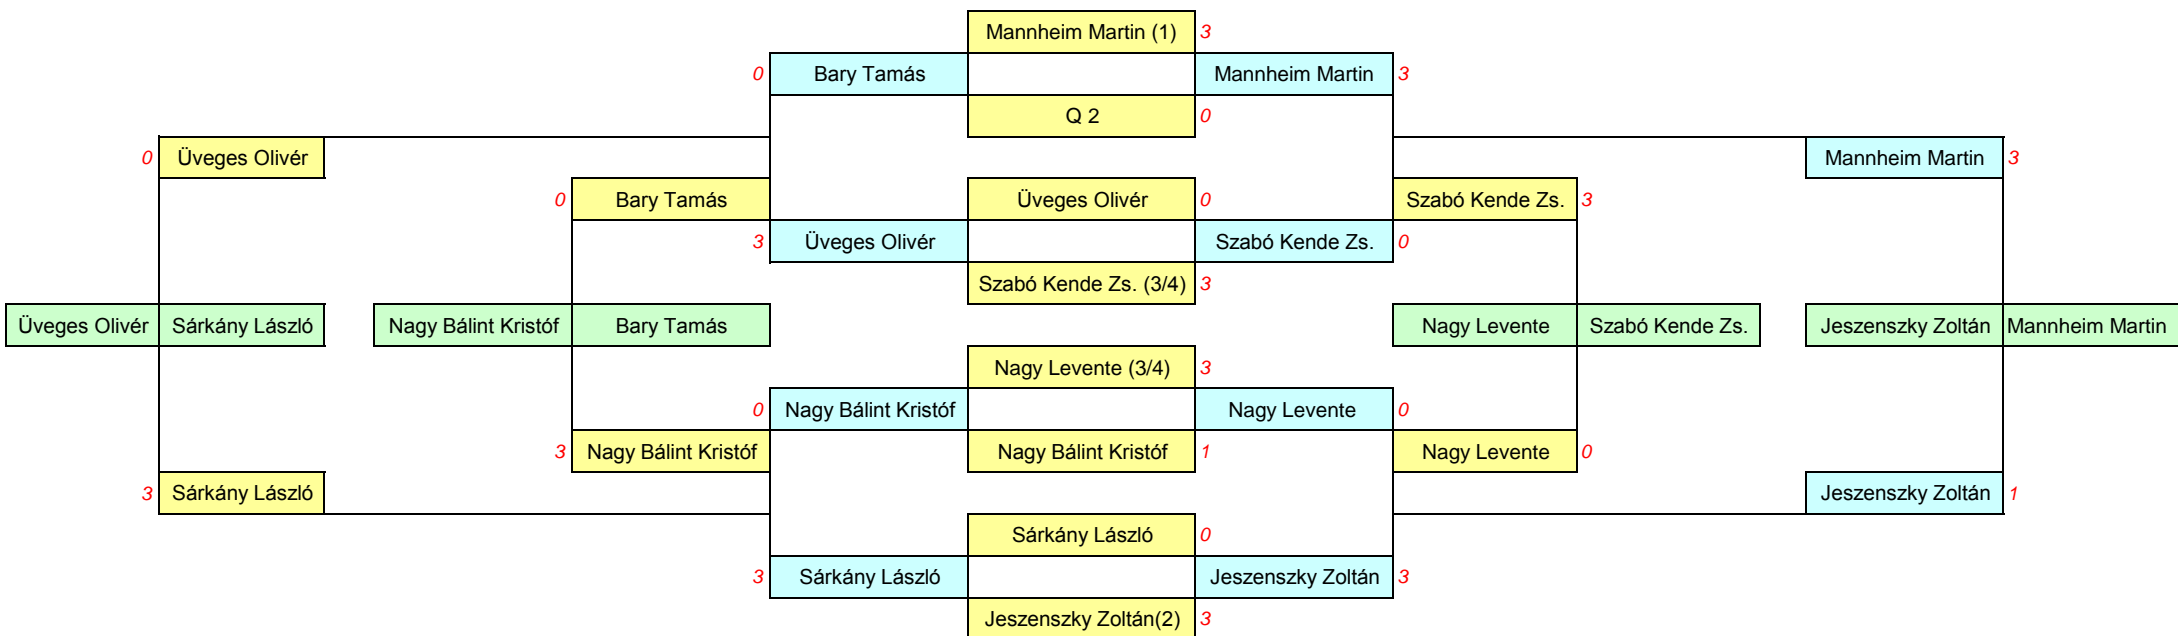 Mannheim Martin (1) 3
0 Bary Tamás Mannheim Martin 3
Q 2 0
0 Üveges Olivér Mannheim Martin 3
0 Bary Tamás Üveges Olivér 0 Szabó Kende Zs. 3
3 Üveges Olivér Szabó Kende Zs. 0
Szabó Kende Zs. (3/4) 3
Üveges Olivér Sárkány László Nagy Bálint Kristóf Bary Tamás Nagy Levente Szabó Kende Zs. Jeszenszky Zoltán Mannheim Martin
Nagy Levente (3/4) 3
0 Nagy Bálint Kristóf Nagy Levente 0
3 Nagy Bálint Kristóf Nagy Bálint Kristóf 1 Nagy Levente 0
3 Sárkány László Jeszenszky Zoltán 1
Sárkány László 0
3 Sárkány László Jeszenszky Zoltán 3
Jeszenszky Zoltán(2) 3